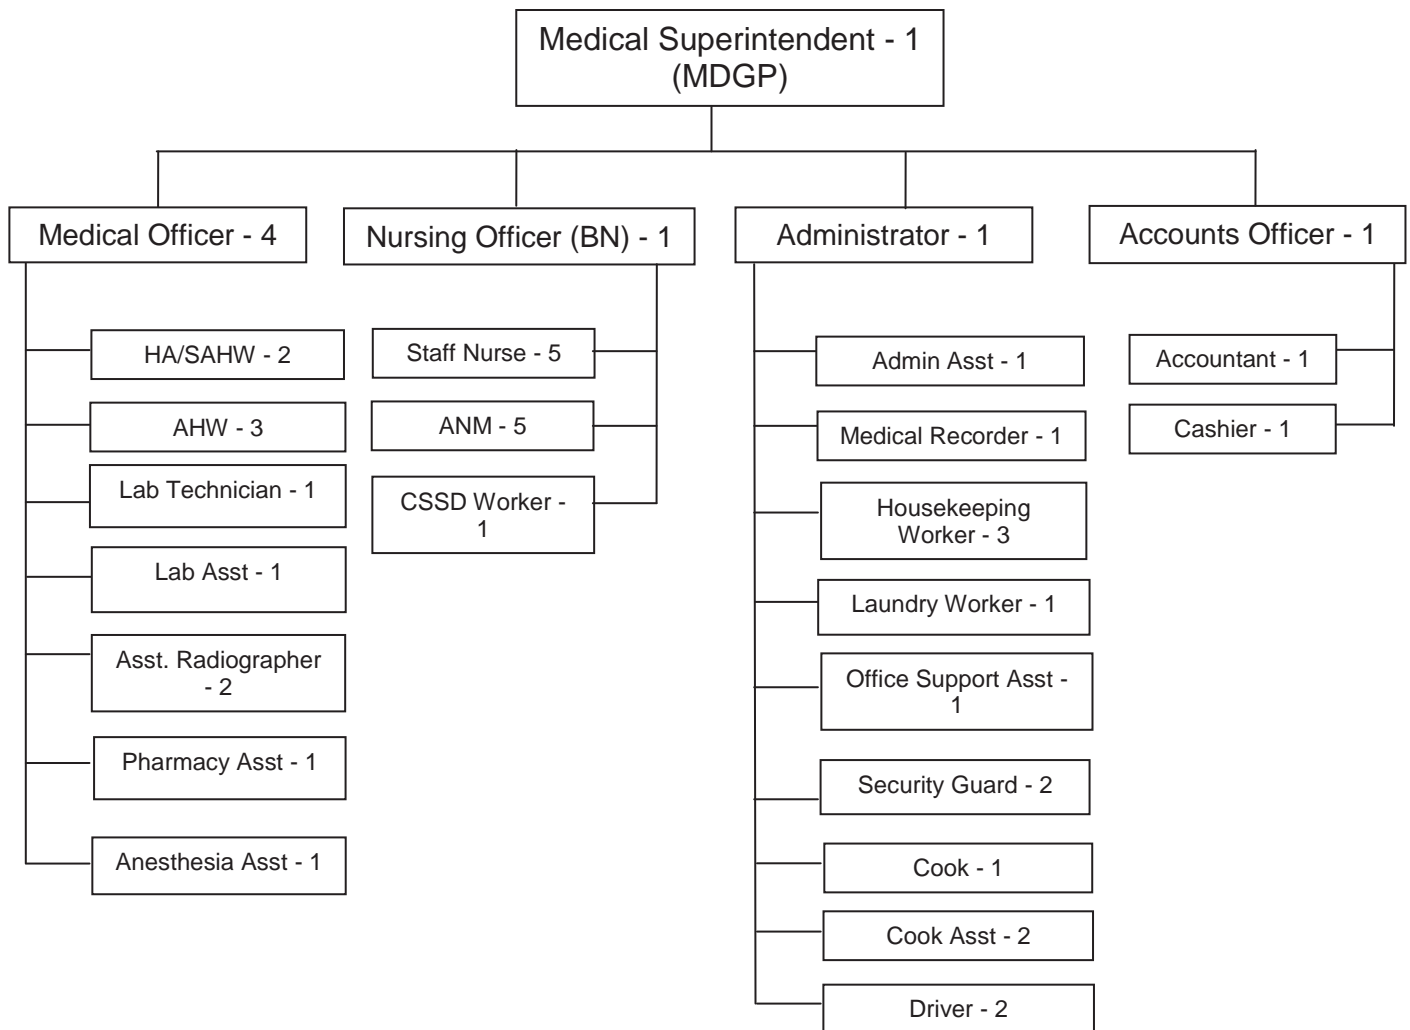 Medical Superintendent - 1
(MDGP)
Medical Officer - 4
Nursing Officer (BN) - 1
Administrator - 1
Accounts Officer - 1
HA/SAHW - 2
AHW - 3
Lab Technician - 1
Lab Asst - 1
Asst. Radiographer
- 2
Pharmacy Asst - 1
Anesthesia Asst - 1
Staff Nurse - 5
ANM - 5
CSSD Worker -
1
Admin Asst - 1
Medical Recorder - 1
Housekeeping
Worker - 3
Laundry Worker - 1
Office Support Asst -
1
Security Guard - 2
Cook - 1
Cook Asst - 2
Driver - 2
Accountant - 1
Cashier - 1